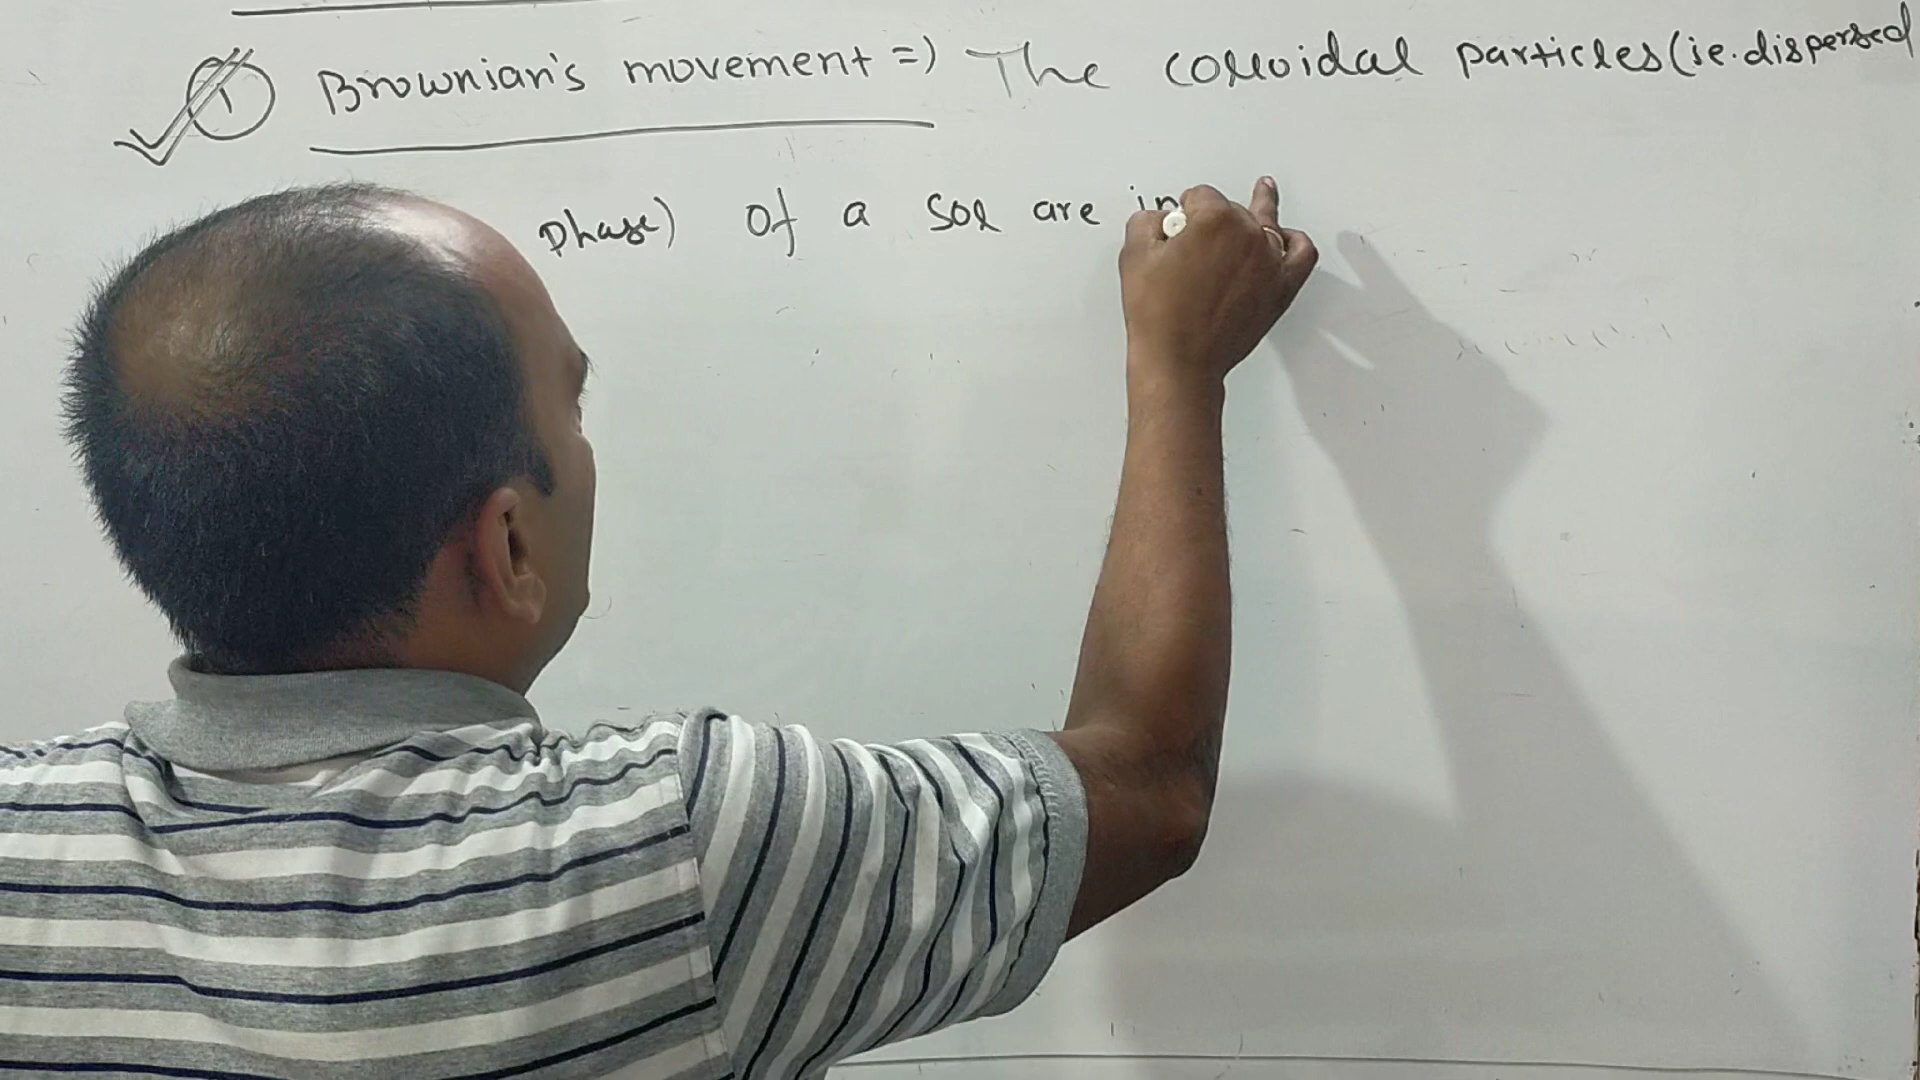 1 Brownian's movement => The colloidal particles (ie. dispersed
phase) of a sol are in